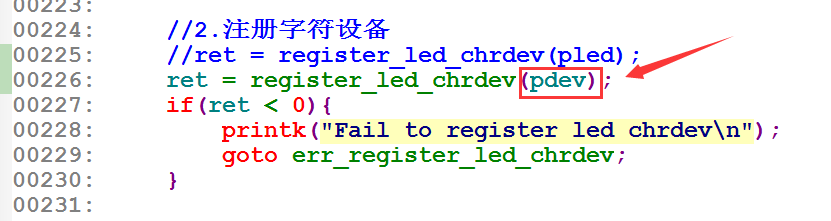 00223:
00224: //2.注册字符设备
00225: //ret = register_led_chrdev(pled);
00226: ret = register_led_chrdev(pdev);
00227: if(ret < 0){
00228: printk("Fail to register led chrdev\n");
00229: goto err_register_led_chrdev;
00230: }
00231: